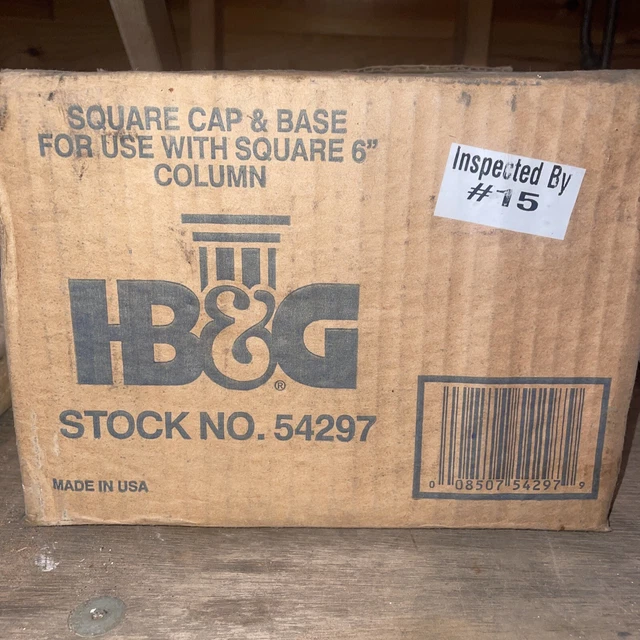 SQUARE CAP & BASE
FOR USE WITH SQUARE 6”
COLUMN
Inspected By
#15
HB&G®
STOCK NO. 54297
MADE IN USA
0 08507 54297 9